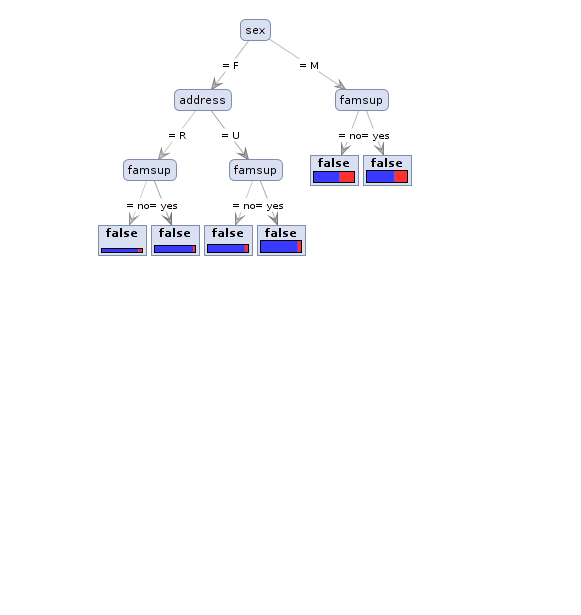 sex
= F
= M
address
famsup
= R
= U
= no
= yes
famsup
famsup
false
false
= no
= yes
= no
= yes
false
false
false
false